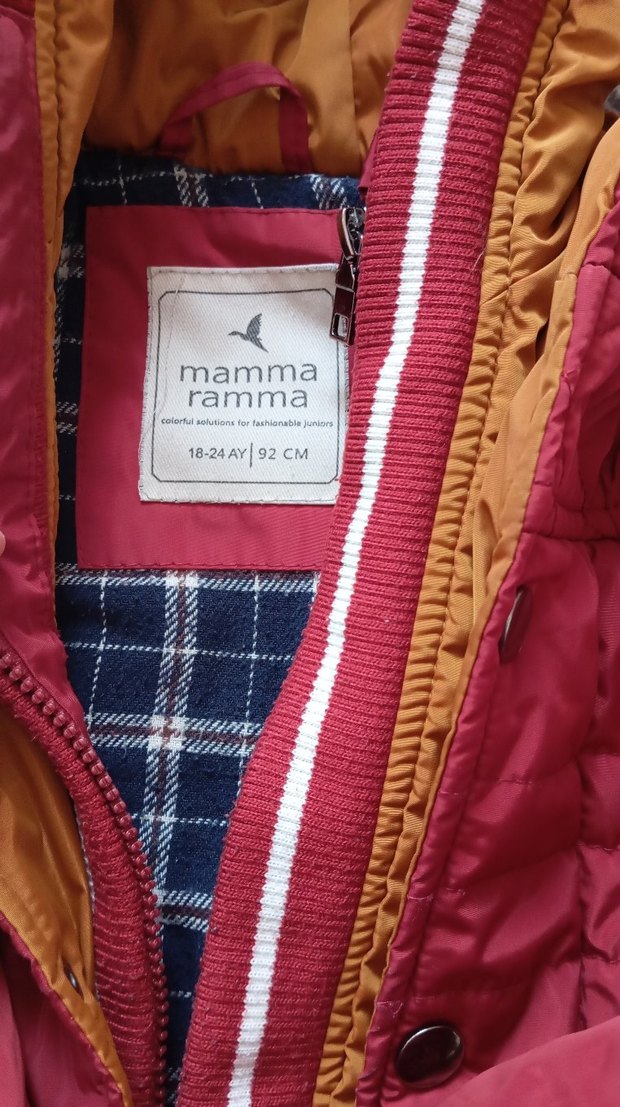 mamma
ramma
colorful solutions for fashionable juniors
18-24 AY | 92 CM